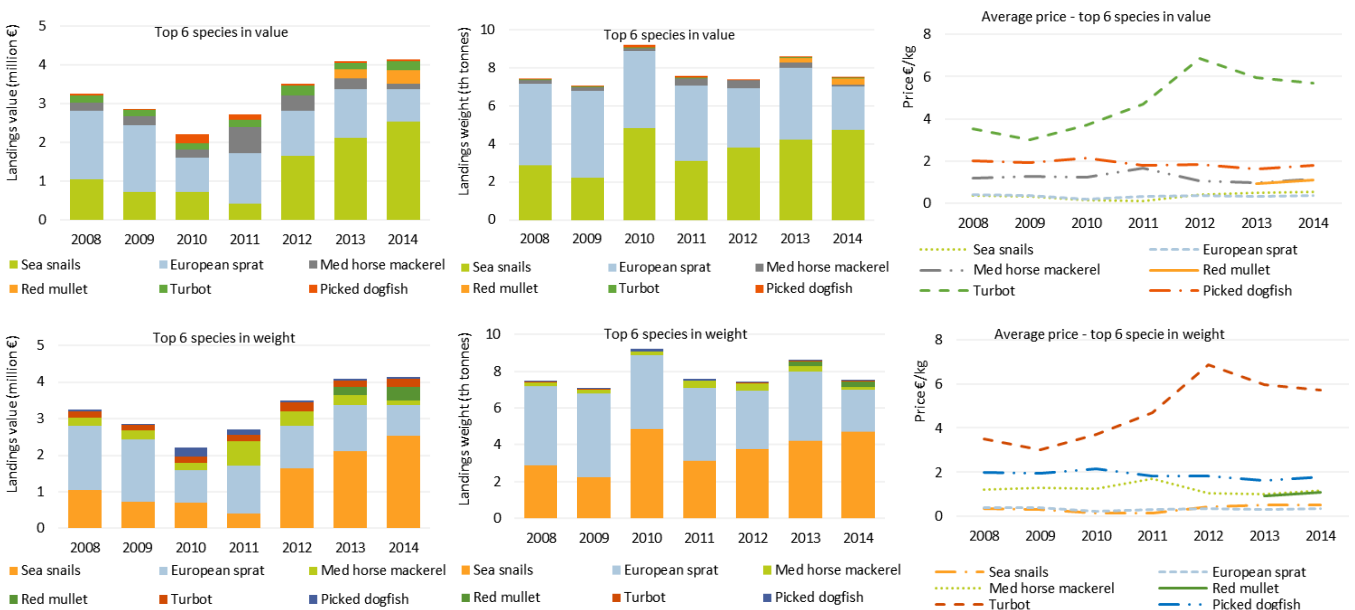 Top 6 species in value
Landings value (million €)
5
4
3
2
1
0
2008 2009 2010 2011 2012 2013 2014
Sea snails European sprat Med horse mackerel
Red mullet Turbot Picked dogfish
Top 6 species in value
Landings weight (th tonnes)
10
8
6
4
2
0
2008 2009 2010 2011 2012 2013 2014
Sea snails European sprat Med horse mackerel
Red mullet Turbot Picked dogfish
Average price - top 6 species in value
Price €/kg
8
6
4
2
0
2008 2009 2010 2011 2012 2013 2014
Sea snails European sprat
Med horse mackerel Red mullet
Turbot Picked dogfish
Top 6 species in weight
Landings value (million €)
5
4
3
2
1
0
2008 2009 2010 2011 2012 2013 2014
Sea snails European sprat Med horse mackerel
Red mullet Turbot Picked dogfish
Top 6 species in weight
Landings weight (th tonnes)
10
8
6
4
2
0
2008 2009 2010 2011 2012 2013 2014
Sea snails European sprat Med horse mackerel
Red mullet Turbot Picked dogfish
Average price - top 6 specie in weight
Price €/kg
8
6
4
2
0
2008 2009 2010 2011 2012 2013 2014
Sea snails European sprat
Med horse mackerel Red mullet
Turbot Picked dogfish